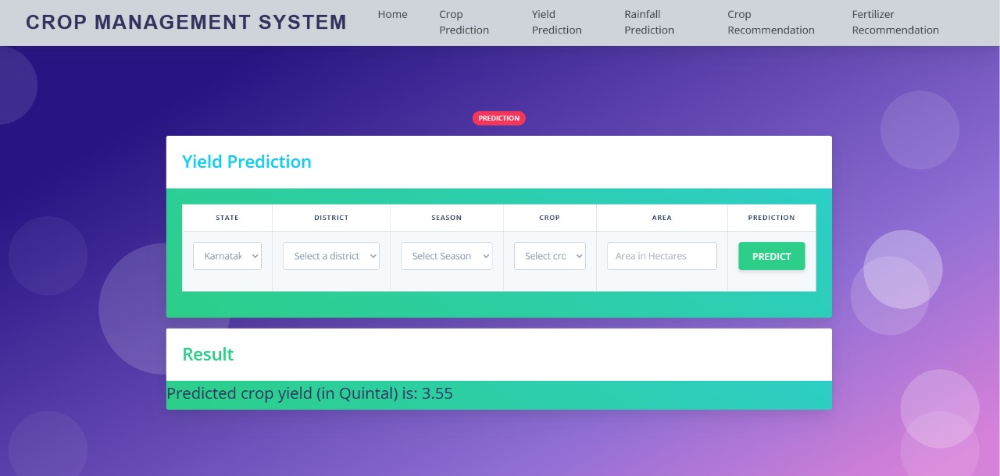 CROP MANAGEMENT SYSTEM
Home
Crop
Prediction
Yield
Prediction
Rainfall
Prediction
Crop
Recommendation
Fertilizer
Recommendation
PREDICTION
Yield Prediction
STATE DISTRICT SEASON CROP AREA PREDICTION
Karnatak Select a district Select Season Select crc Area in Hectares PREDICT
Result
Predicted crop yield (in Quintal) is: 3.55